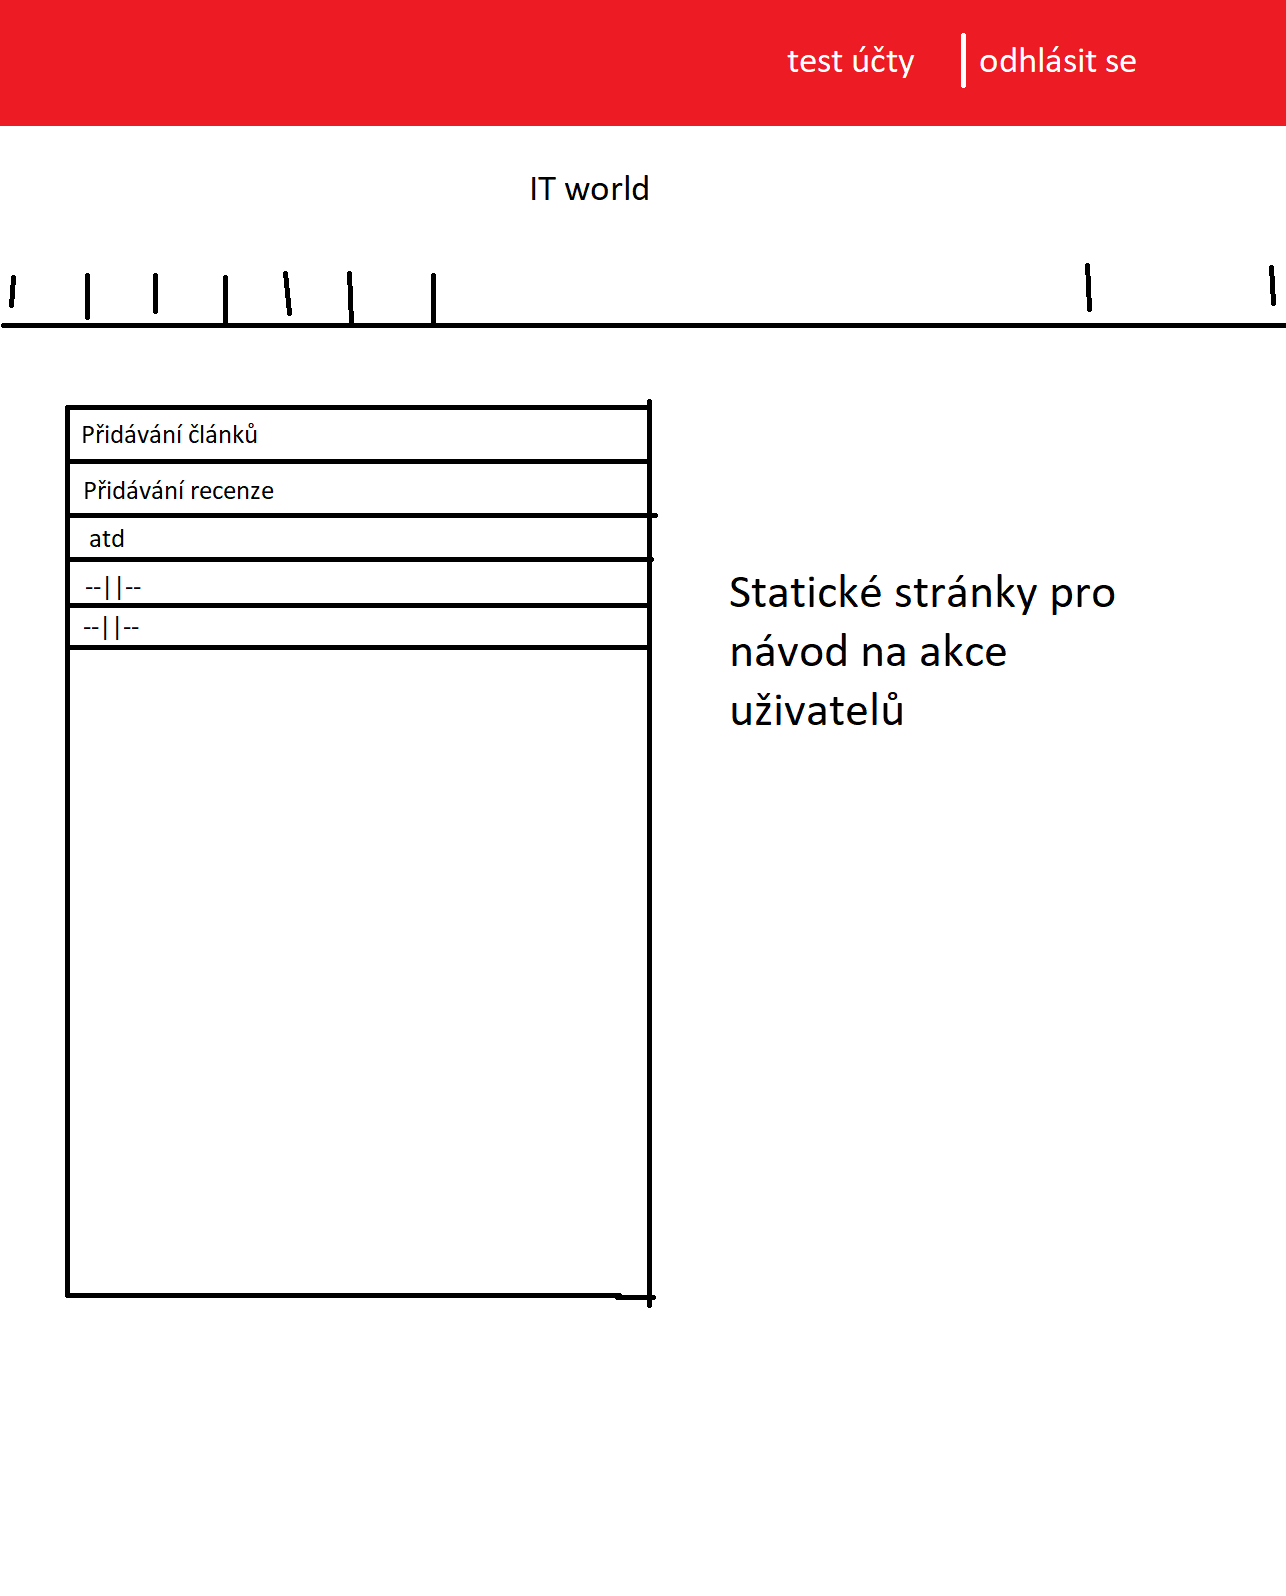 test účty | odhlásit se
IT world
Přidávání článků
Přidávání recenze
atd
--||--
--||--
Statické stránky pro
návod na akce
uživatelů